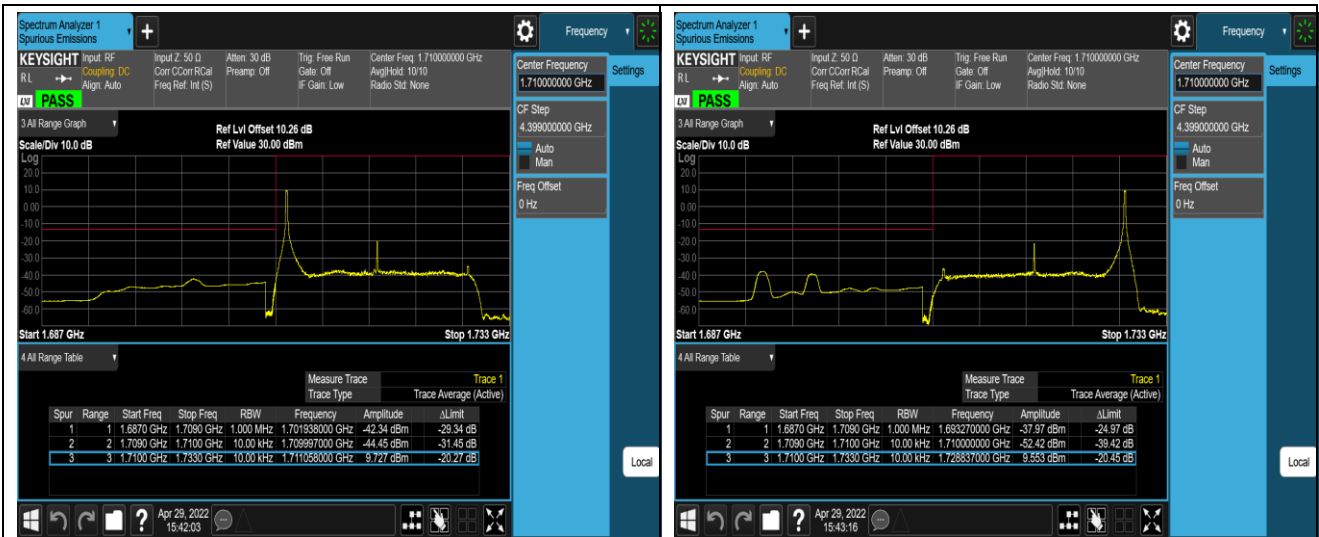 Spectrum Analyzer 1
Spurious Emissions
+
Frequency
KEYSIGHT
RL
PASS
Input: RF
Coupling: DC
Align: Auto
Input Z: 50 Ω
Corr CCorr RCal
Freq Ref: Int (S)
Atten: 30 dB
Preamp: Off
Trig: Free Run
Gate: Off
IF Gain: Low
Center Freq: 1.710000000 GHz
Avg|Hold: 10/10
Radio Std: None
Center Frequency
1.710000000 GHz
Settings
CF Step
4.399000000 GHz
Auto
Man
Freq Offset
0 Hz
3 All Range Graph
Ref Lvl Offset 10.26 dB
Scale/Div 10.0 dB
Ref Value 30.00 dBm
Log
20.0
10.0
0.00
-10.0
-20.0
-30.0
-40.0
-50.0
-60.0
Start 1.687 GHz
Stop 1.733 GHz
4 All Range Table
Measure Trace Trace 1
Trace Type Trace Average (Active)
Spur Range Start Freq Stop Freq RBW Frequency Amplitude ΔLimit
1 1 1.6870 GHz 1.7090 GHz 1.000 MHz 1.701938000 GHz -42.34 dBm -29.34 dB
2 2 1.7090 GHz 1.7100 GHz 10.00 kHz 1.709997000 GHz -44.45 dBm -31.45 dB
3 3 1.7100 GHz 1.7330 GHz 10.00 kHz 1.711058000 GHz 9.727 dBm -20.27 dB
Local
?
Apr 29, 2022
15:42:03
Spectrum Analyzer 1
Spurious Emissions
+
Frequency
KEYSIGHT
RL
PASS
Input: RF
Coupling: DC
Align: Auto
Input Z: 50 Ω
Corr CCorr RCal
Freq Ref: Int (S)
Atten: 30 dB
Preamp: Off
Trig: Free Run
Gate: Off
IF Gain: Low
Center Freq: 1.710000000 GHz
Avg|Hold: 10/10
Radio Std: None
Center Frequency
1.710000000 GHz
Settings
CF Step
4.399000000 GHz
Auto
Man
Freq Offset
0 Hz
3 All Range Graph
Ref Lvl Offset 10.26 dB
Scale/Div 10.0 dB
Ref Value 30.00 dBm
Log
20.0
10.0
0.00
-10.0
-20.0
-30.0
-40.0
-50.0
-60.0
Start 1.687 GHz
Stop 1.733 GHz
4 All Range Table
Measure Trace Trace 1
Trace Type Trace Average (Active)
Spur Range Start Freq Stop Freq RBW Frequency Amplitude ΔLimit
1 1 1.6870 GHz 1.7090 GHz 1.000 MHz 1.693270000 GHz -37.97 dBm -24.97 dB
2 2 1.7090 GHz 1.7100 GHz 10.00 kHz 1.710000000 GHz -52.42 dBm -39.42 dB
3 3 1.7100 GHz 1.7330 GHz 10.00 kHz 1.728837000 GHz 9.553 dBm -20.45 dB
Local
?
Apr 29, 2022
15:43:16